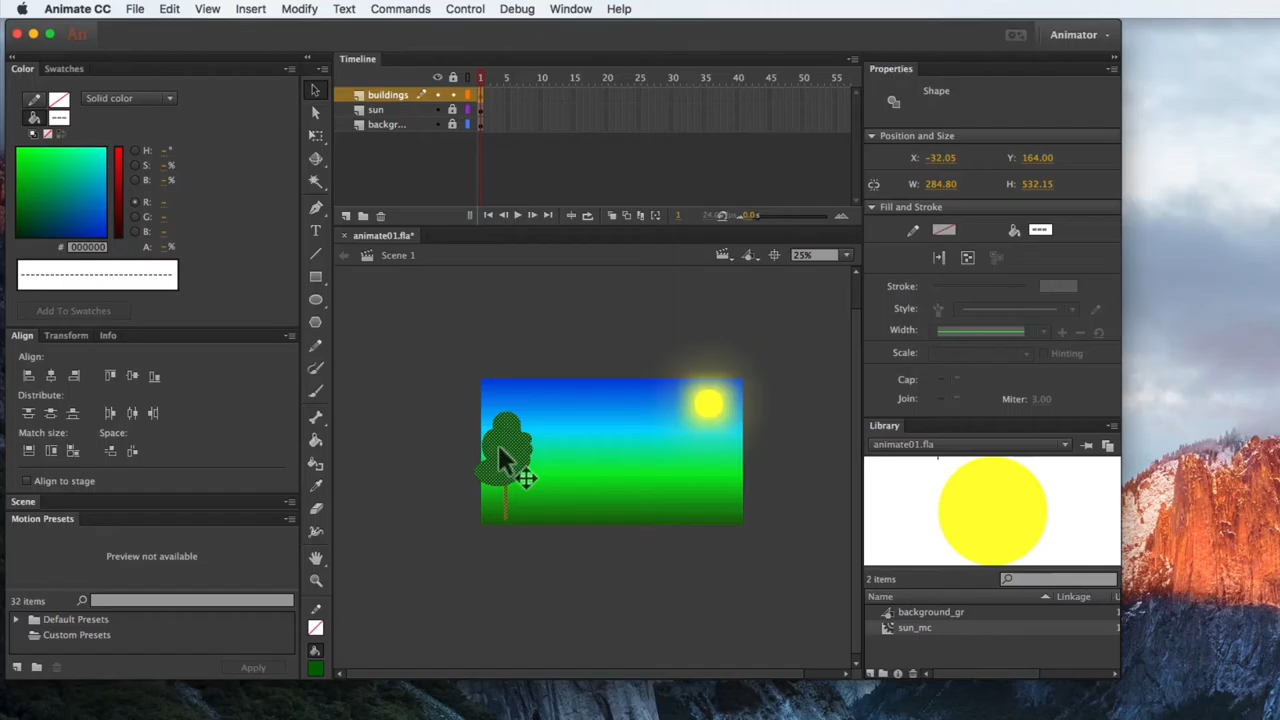 Animate CC File Edit View Insert Modify Text Commands Control Debug Window Help
An Animator
Color Swatches
Solid color
H: - °
S: - %
B: - %
R: -
G: -
B: -
# 000000 A: - %
Add To Swatches
Align Transform Info
Align:
Distribute:
Match size: Space:
Align to stage
Scene
Motion Presets
Preview not available
32 items
Default Presets
Custom Presets
Apply
Timeline
1 5 10 15 20 25 30 35 40 45 50 55
buildings
sun
backgr...
1 0.0 s
animate01.fla*
Scene 1 25%
Properties
Shape
Position and Size
X: -32.05 Y: 164.00
W: 284.80 H: 532.15
Fill and Stroke
Stroke:
Style:
Width:
Scale: Hinting
Cap: -
Join: - Miter: 3.00
Library
animate01.fla
2 items
Name Linkage
background_gr
sun_mc